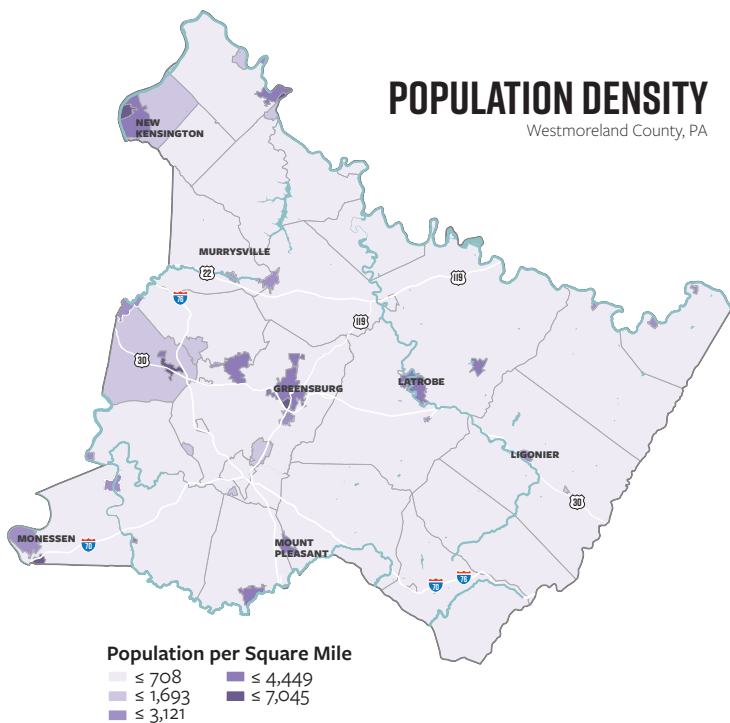 POPULATION DENSITY
Westmoreland County, PA
NEW
KENSINGTON
MURRYSVILLE
22
76
119
119
30
GREENSBURG
LATROBE
LIGONIER
30
MONESSEN
70
MOUNT
PLEASANT
70
76
Population per Square Mile
≤ 708
≤ 1,693
≤ 3,121
≤ 4,449
≤ 7,045